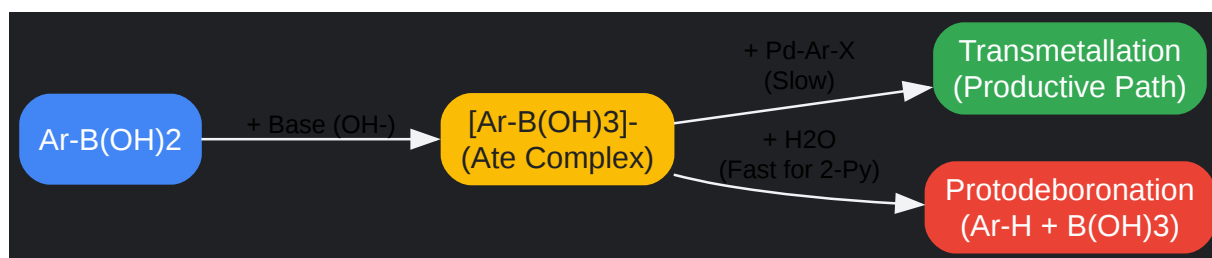 Ar-B(OH)2
+ Base (OH-)
[Ar-B(OH)3]-
(Ate Complex)
+ Pd-Ar-X
(Slow)
Transmetallation
(Productive Path)
+ H2O
(Fast for 2-Py)
Protodeboronation
(Ar-H + B(OH)3)